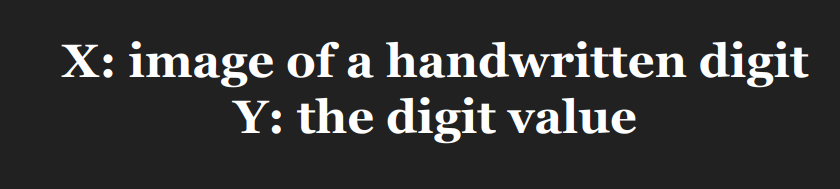 X: image of a handwritten digit
Y: the digit value